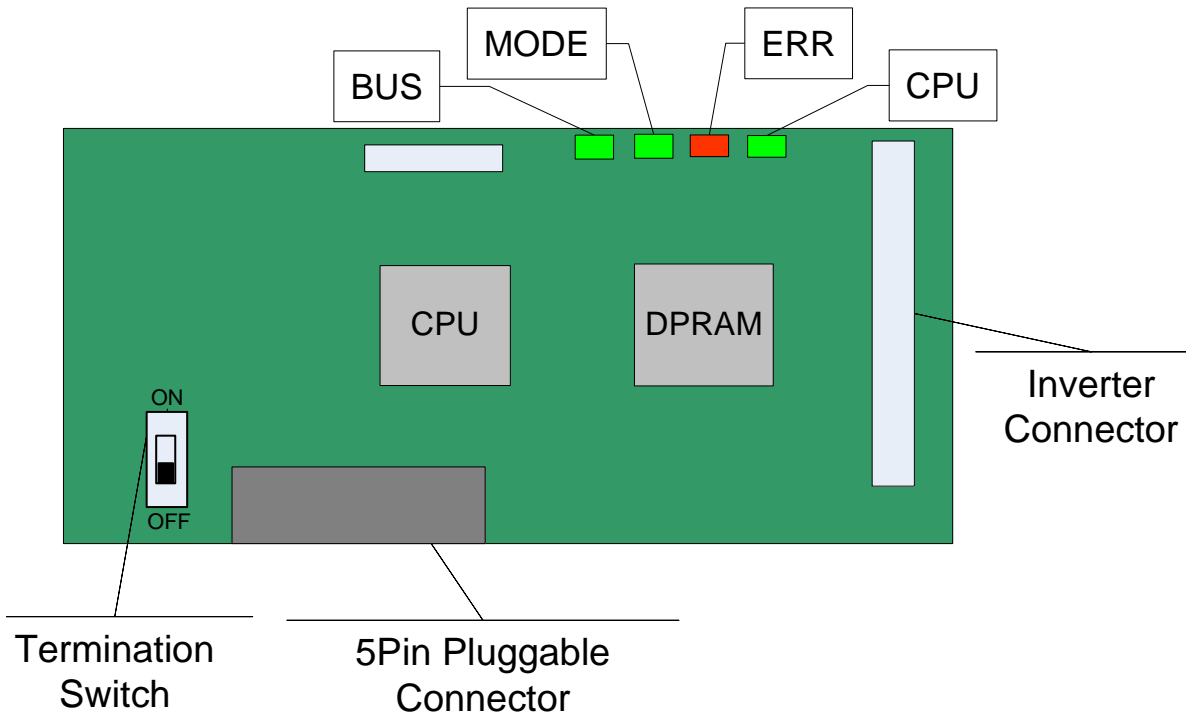 MODE
ERR
BUS
CPU
CPU
DPRAM
Inverter
Connector
ON
OFF
Termination
Switch
5Pin Pluggable
Connector